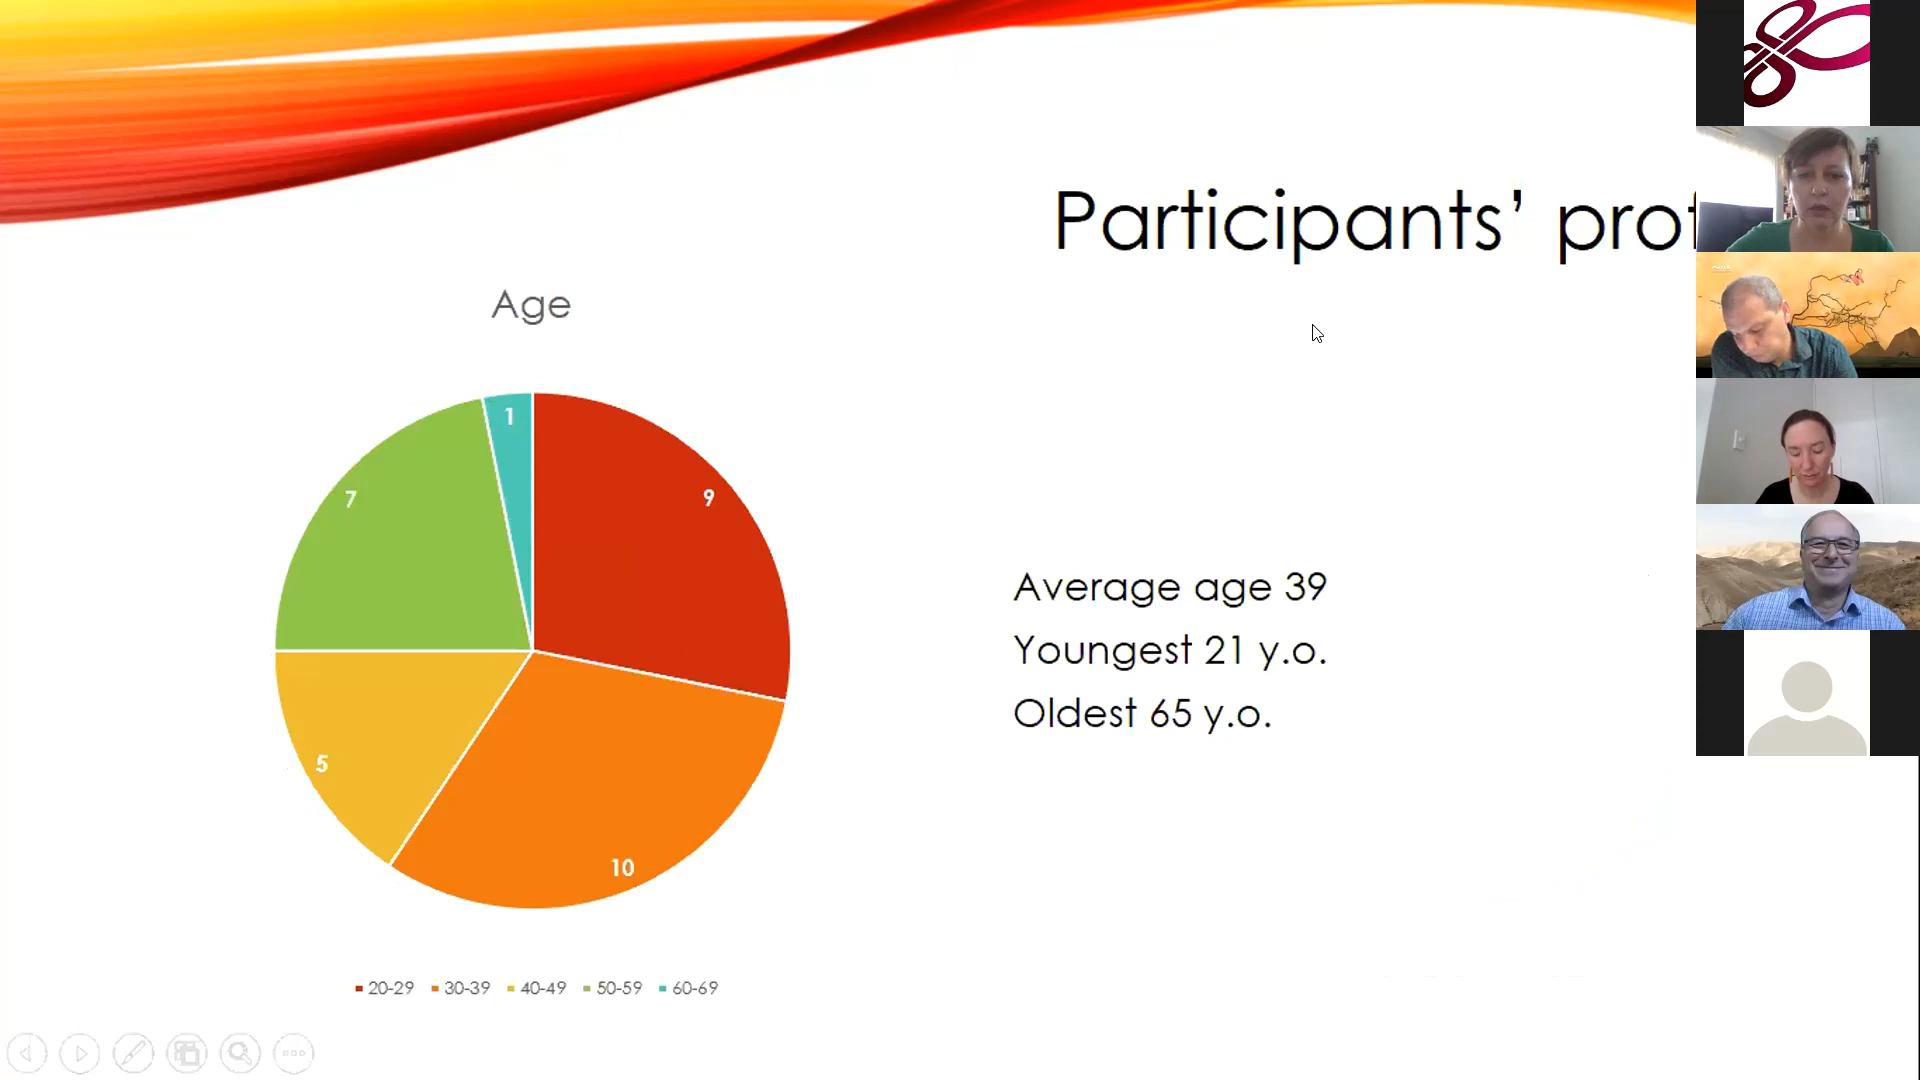 Participants' prof
Age
1
9
7
5
10
Average age 39
Youngest 21 y.o.
Oldest 65 y.o.
20-29 30-39 40-49 50-59 60-69